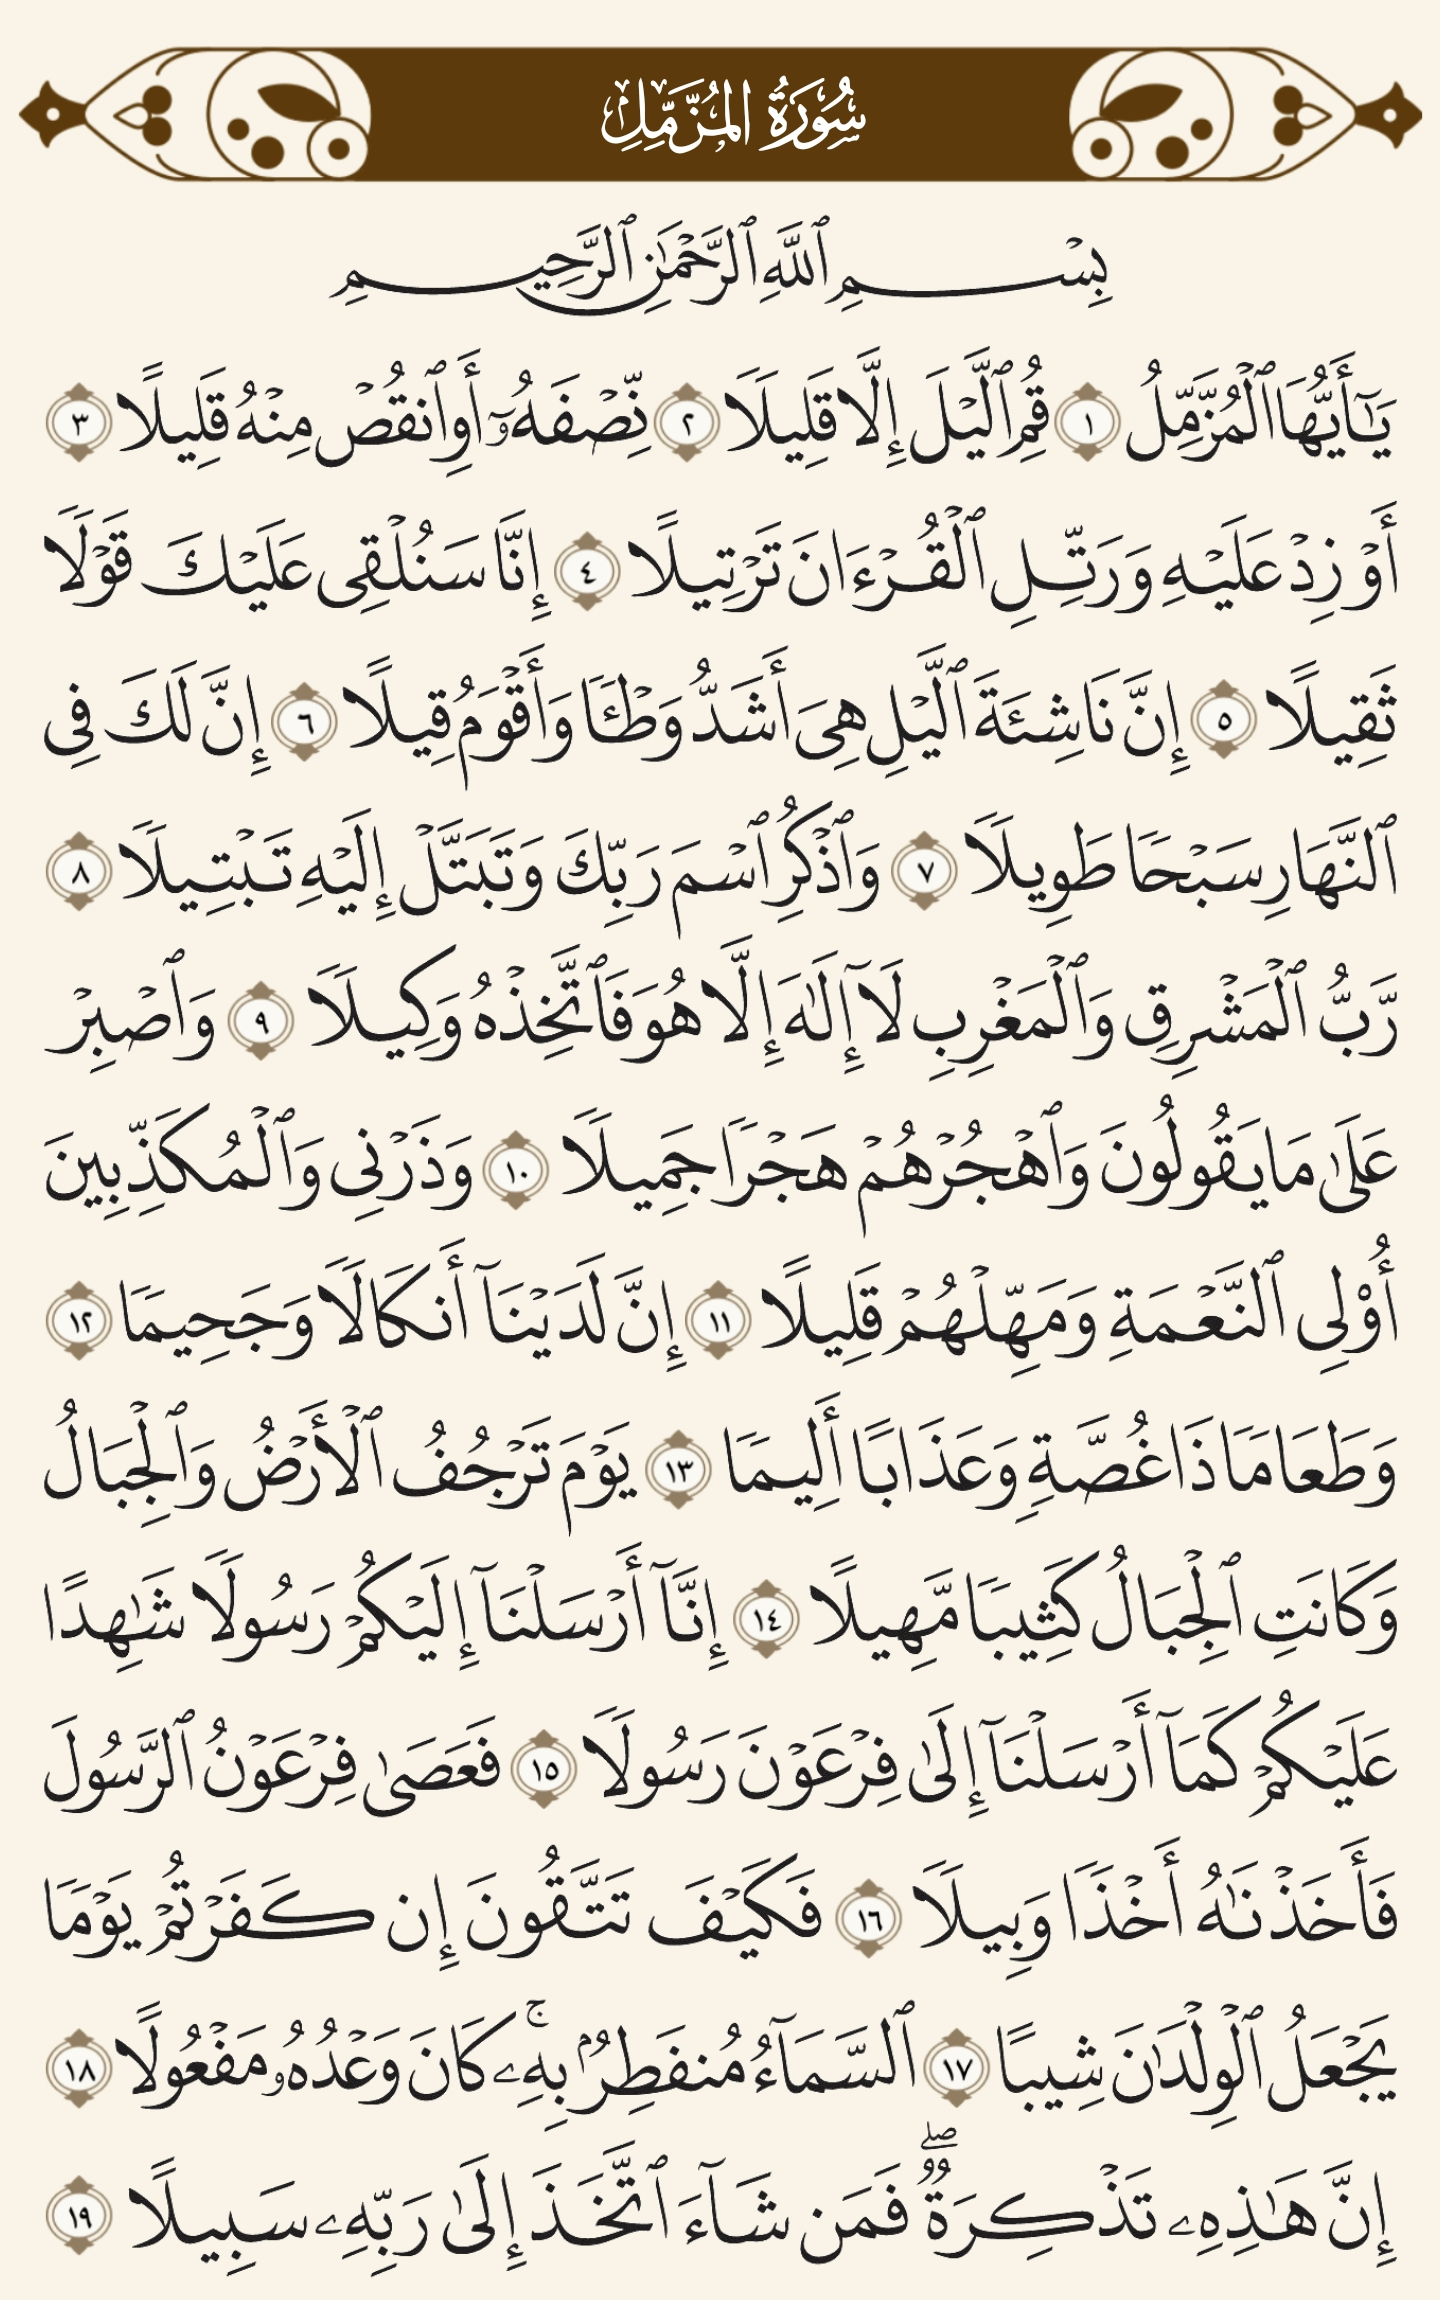 سُورَةُ المُزَّمِّلِ
بِسْمِ ٱللَّهِ ٱلرَّحْمَٰنِ ٱلرَّحِيمِ
يَٰٓأَيُّهَا ٱلْمُزَّمِّلُ ١ قُمِ ٱلَّيْلَ إِلَّا قَلِيلًا ٢ نِّصْفَهُۥٓ أَوِ ٱنقُصْ مِنْهُ قَلِيلًا ٣
أَوْ زِدْ عَلَيْهِ وَرَتِّلِ ٱلْقُرْءَانَ تَرْتِيلًا ٤ إِنَّا سَنُلْقِى عَلَيْكَ قَوْلًا
ثَقِيلًا ٥ إِنَّ نَاشِئَةَ ٱلَّيْلِ هِىَ أَشَدُّ وَطْـًٔا وَأَقْوَمُ قِيلًا ٦ إِنَّ لَكَ فِى
ٱلنَّهَارِ سَبْحًا طَوِيلًا ٧ وَٱذْكُرِ ٱسْمَ رَبِّكَ وَتَبَتَّلْ إِلَيْهِ تَبْتِيلًا ٨
رَّبُّ ٱلْمَشْرِقِ وَٱلْمَغْرِبِ لَآ إِلَٰهَ إِلَّا هُوَ فَٱتَّخِذْهُ وَكِيلًا ٩ وَٱصْبِرْ
عَلَىٰ مَا يَقُولُونَ وَٱهْجُرْهُمْ هَجْرًا جَمِيلًا ١٠ وَذَرْنِى وَٱلْمُكَذِّبِينَ
أُو۟لِى ٱلنَّعْمَةِ وَمَهِّلْهُمْ قَلِيلًا ١١ إِنَّ لَدَيْنَآ أَنكَالًا وَجَحِيمًا ١٢
وَطَعَامًا ذَا غُصَّةٍ وَعَذَابًا أَلِيمًا ١٣ يَوْمَ تَرْجُفُ ٱلْأَرْضُ وَٱلْجِبَالُ
وَكَانَتِ ٱلْجِبَالُ كَثِيبًا مَّهِيلًا ١٤ إِنَّآ أَرْسَلْنَآ إِلَيْكُمْ رَسُولًا شَٰهِدًا
عَلَيْكُمْ كَمَآ أَرْسَلْنَآ إِلَىٰ فِرْعَوْنَ رَسُولًا ١٥ فَعَصَىٰ فِرْعَوْنُ ٱلرَّسُولَ
فَأَخَذْنَٰهُ أَخْذًا وَبِيلًا ١٦ فَكَيْفَ تَتَّقُونَ إِن كَفَرْتُمْ يَوْمًا
يَجْعَلُ ٱلْوِلْدَٰنَ شِيبًا ١٧ ٱلسَّمَآءُ مُنفَطِرٌۢ بِهِۦ ۚ كَانَ وَعْدُهُۥ مَفْعُولًا ١٨
إِنَّ هَٰذِهِۦ تَذْكِرَةٌ ۖ فَمَن شَآءَ ٱتَّخَذَ إِلَىٰ رَبِّهِۦ سَبِيلًا ١٩